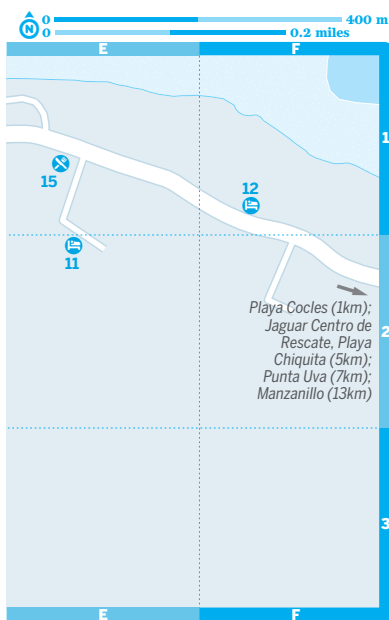 N
0 400 m
0 0.2 miles
E F
1
15
12
11
2
Playa Cocles (1km);
Jaguar Centro de
Rescate, Playa
Chiquita (5km);
Punta Uva (7km);
Manzanillo (13km)
3
E F